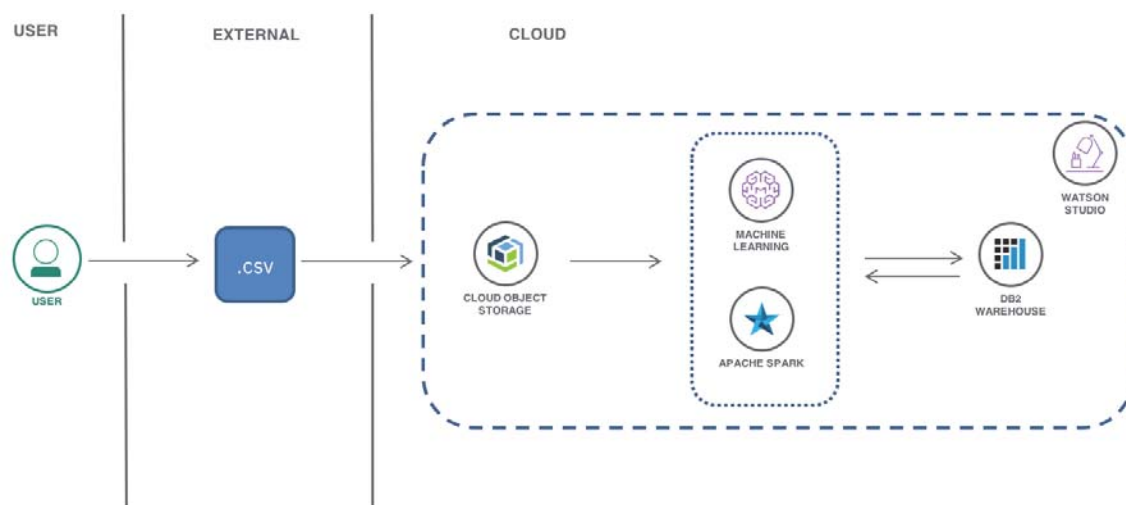 USER
EXTERNAL
CLOUD
WATSON
STUDIO
MACHINE
LEARNING
USER
.CSV
CLOUD OBJECT
STORAGE
DB2
WAREHOUSE
APACHE SPARK